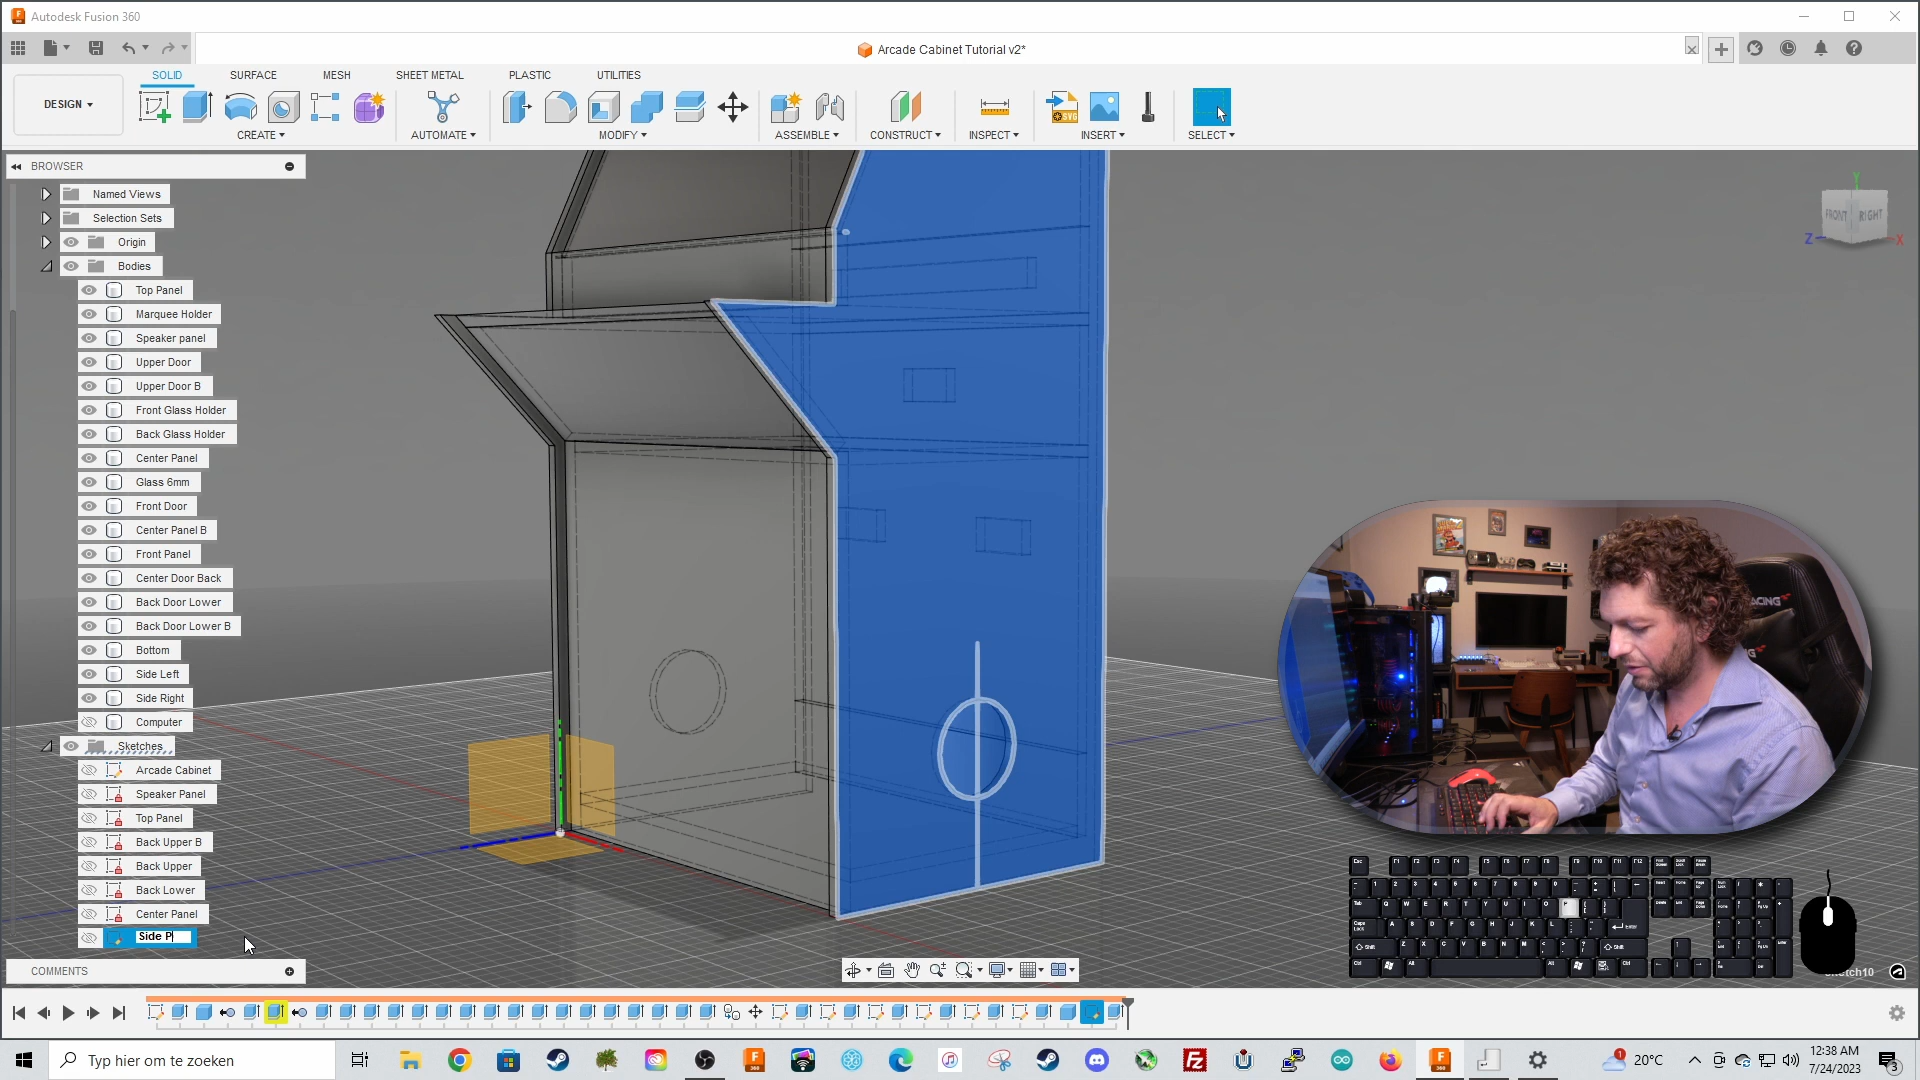 Autodesk Fusion 360
Arcade Cabinet Tutorial v2*
DESIGN
SOLID
SURFACE
MESH
SHEET METAL
PLASTIC
UTILITIES
CREATE
AUTOMATE
MODIFY
ASSEMBLE
CONSTRUCT
INSPECT
INSERT
SELECT
BROWSER
Named Views
Selection Sets
Origin
Bodies
Top Panel
Marquee Holder
Speaker panel
Upper Door
Upper Door B
Front Glass Holder
Back Glass Holder
Center Panel
Glass 6mm
Front Door
Center Panel B
Front Panel
Center Door Back
Back Door Lower
Back Door Lower B
Bottom
Side Left
Side Right
Computer
Sketches
Arcade Cabinet
Speaker Panel
Top Panel
Back Upper B
Back Upper
Back Lower
Center Panel
Side P
COMMENTS
Y
FRONT
RIGHT
Z
X
Typ hier om te zoeken
20°C
12:38 AM
7/24/2023
3